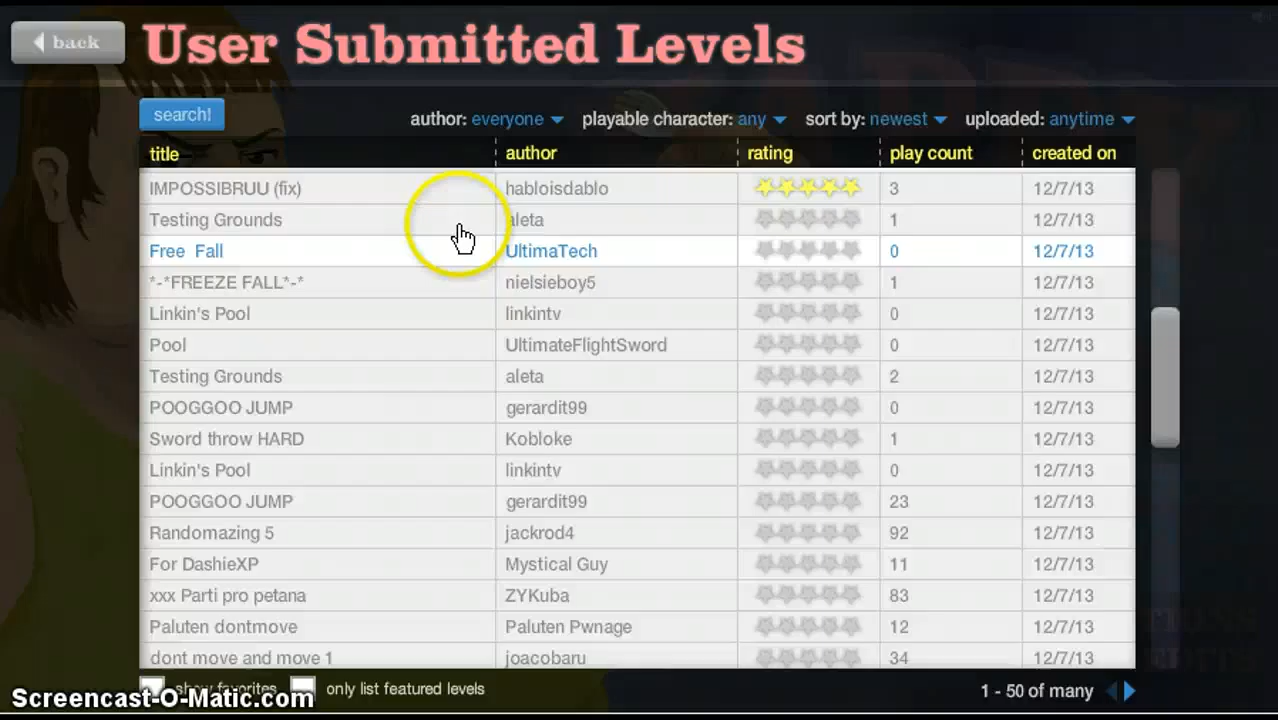 back User Submitted Levels
search! author: everyone playable character: any sort by: newest uploaded: anytime
title author rating play count created on
IMPOSSIBRUU (fix) habloisdablo 3 12/7/13
Testing Grounds aleta 1 12/7/13
Free Fall UltimaTech 0 12/7/13
*-*FREEZE FALL*-* nielsieboy5 1 12/7/13
Linkin's Pool linkintv 0 12/7/13
Pool UltimateFlightSword 0 12/7/13
Testing Grounds aleta 2 12/7/13
POOGGOO JUMP gerardit99 0 12/7/13
Sword throw HARD Kobloke 1 12/7/13
Linkin's Pool linkintv 0 12/7/13
POOGGOO JUMP gerardit99 23 12/7/13
Randomazing 5 jackrod4 92 12/7/13
For DashieXP Mystical Guy 11 12/7/13
xxx Parti pro petana ZYKuba 83 12/7/13
Paluten dontmove Paluten Pwnage 12 12/7/13
dont move and move 1 joacobaru 34 12/7/13
show favorites only list featured levels 1 - 50 of many
Screencast-O-Matic.com